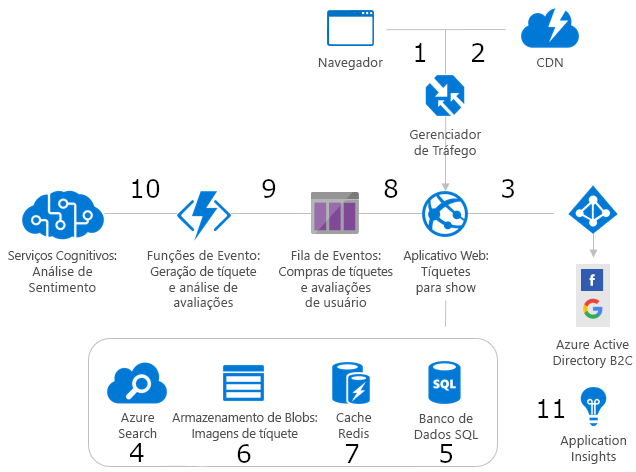 1
2
Navegador
CDN
Gerenciador
de Tráfego
10
9
8
3
Serviços Cognitivos:
Análise de
Sentimento
Funções de Evento:
Geração de tíquete
e análise de
avaliações
Fila de Eventos:
Compras de tíquetes
e avaliações
de usuário
Aplicativo Web:
Tíquetes
para show
f
G
Azure Active
Directory B2C
SQL
Azure
Search
4
Armazenamento de Blobs:
Imagens de tíquete
6
Cache
Redis
7
Banco de
Dados SQL
5
11
Application
Insights